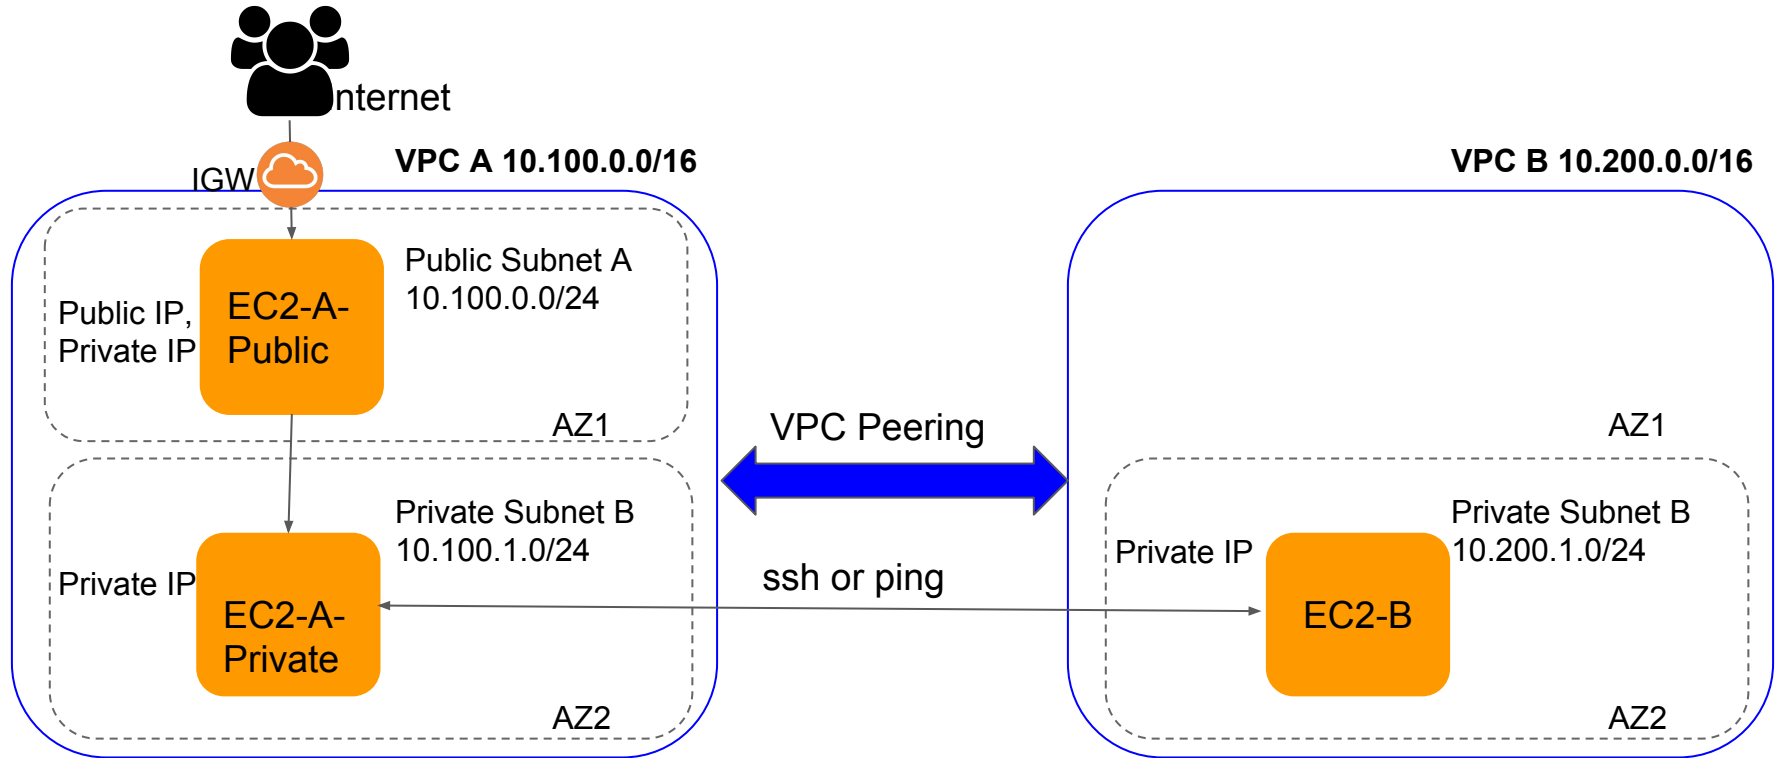 nternet
IGW
VPC A 10.100.0.0/16
VPC B 10.200.0.0/16
Public Subnet A
10.100.0.0/24
Public IP,
Private IP
EC2-A-
Public
AZ1
VPC Peering
AZ1
Private Subnet B
10.100.1.0/24
Private IP
EC2-A-
Private
AZ2
ssh or ping
Private Subnet B
10.200.1.0/24
Private IP
EC2-B
AZ2